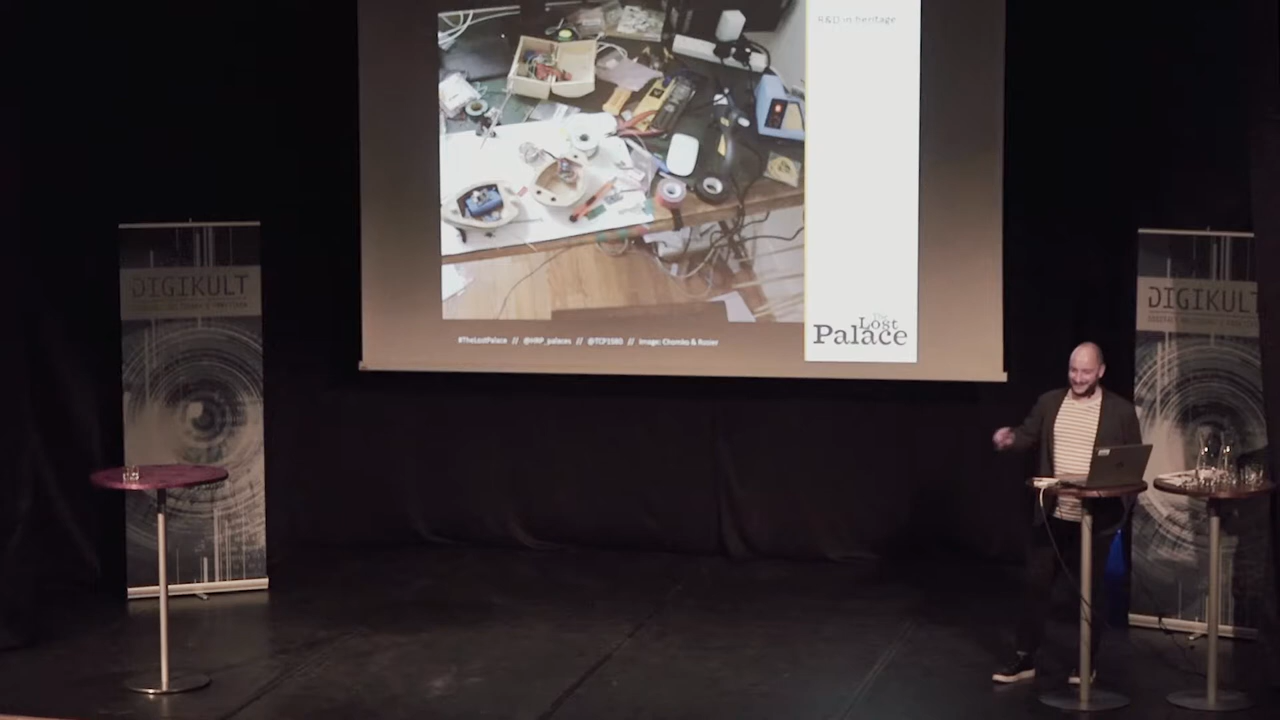 R&D in heritage
The
Lost
Palace
#TheLostPalace // @HRP_palaces // @TCP1580 // Image: Chomko & Rosier
DIGIKULT
DIGIKULT